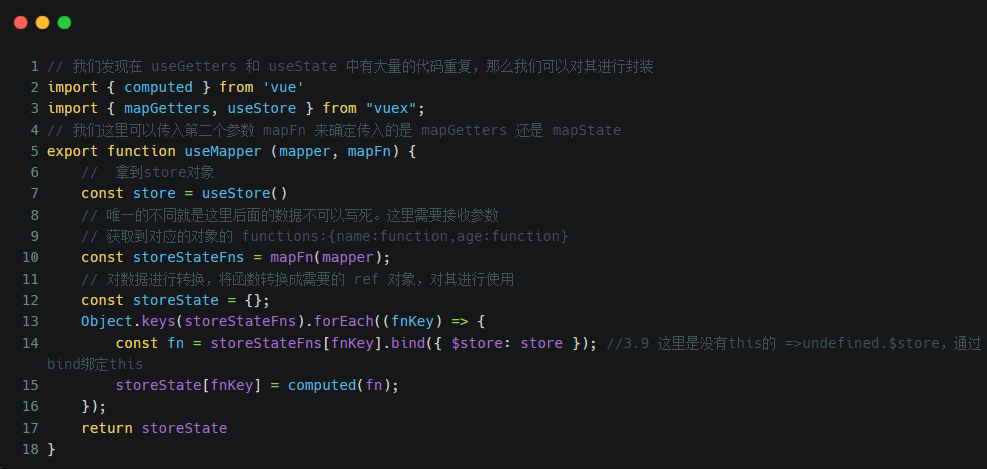 1 // 我们发现在 useGetters 和 useState 中有大量的代码重复，那么我们可以对其进行封装
2 import { computed } from 'vue'
3 import { mapGetters, useStore } from "vuex";
4 // 我们这里可以传入第二个参数 mapFn 来确定传入的是 mapGetters 还是 mapState
5 export function useMapper (mapper, mapFn) {
6     //  拿到store对象
7     const store = useStore()
8     // 唯一的不同就是这里后面的数据不可以写死。这里需要接收参数
9     // 获取到对应的对象的 functions:{name:function,age:function}
10     const storeStateFns = mapFn(mapper);
11     // 对数据进行转换，将函数转换成需要的 ref 对象，对其进行使用
12     const storeState = {};
13     Object.keys(storeStateFns).forEach((fnKey) => {
14         const fn = storeStateFns[fnKey].bind({ $store: store }); //3.9 这里是没有this的 =>undefined.$store，通过
bind绑定this
15         storeState[fnKey] = computed(fn);
16     });
17     return storeState
18 }